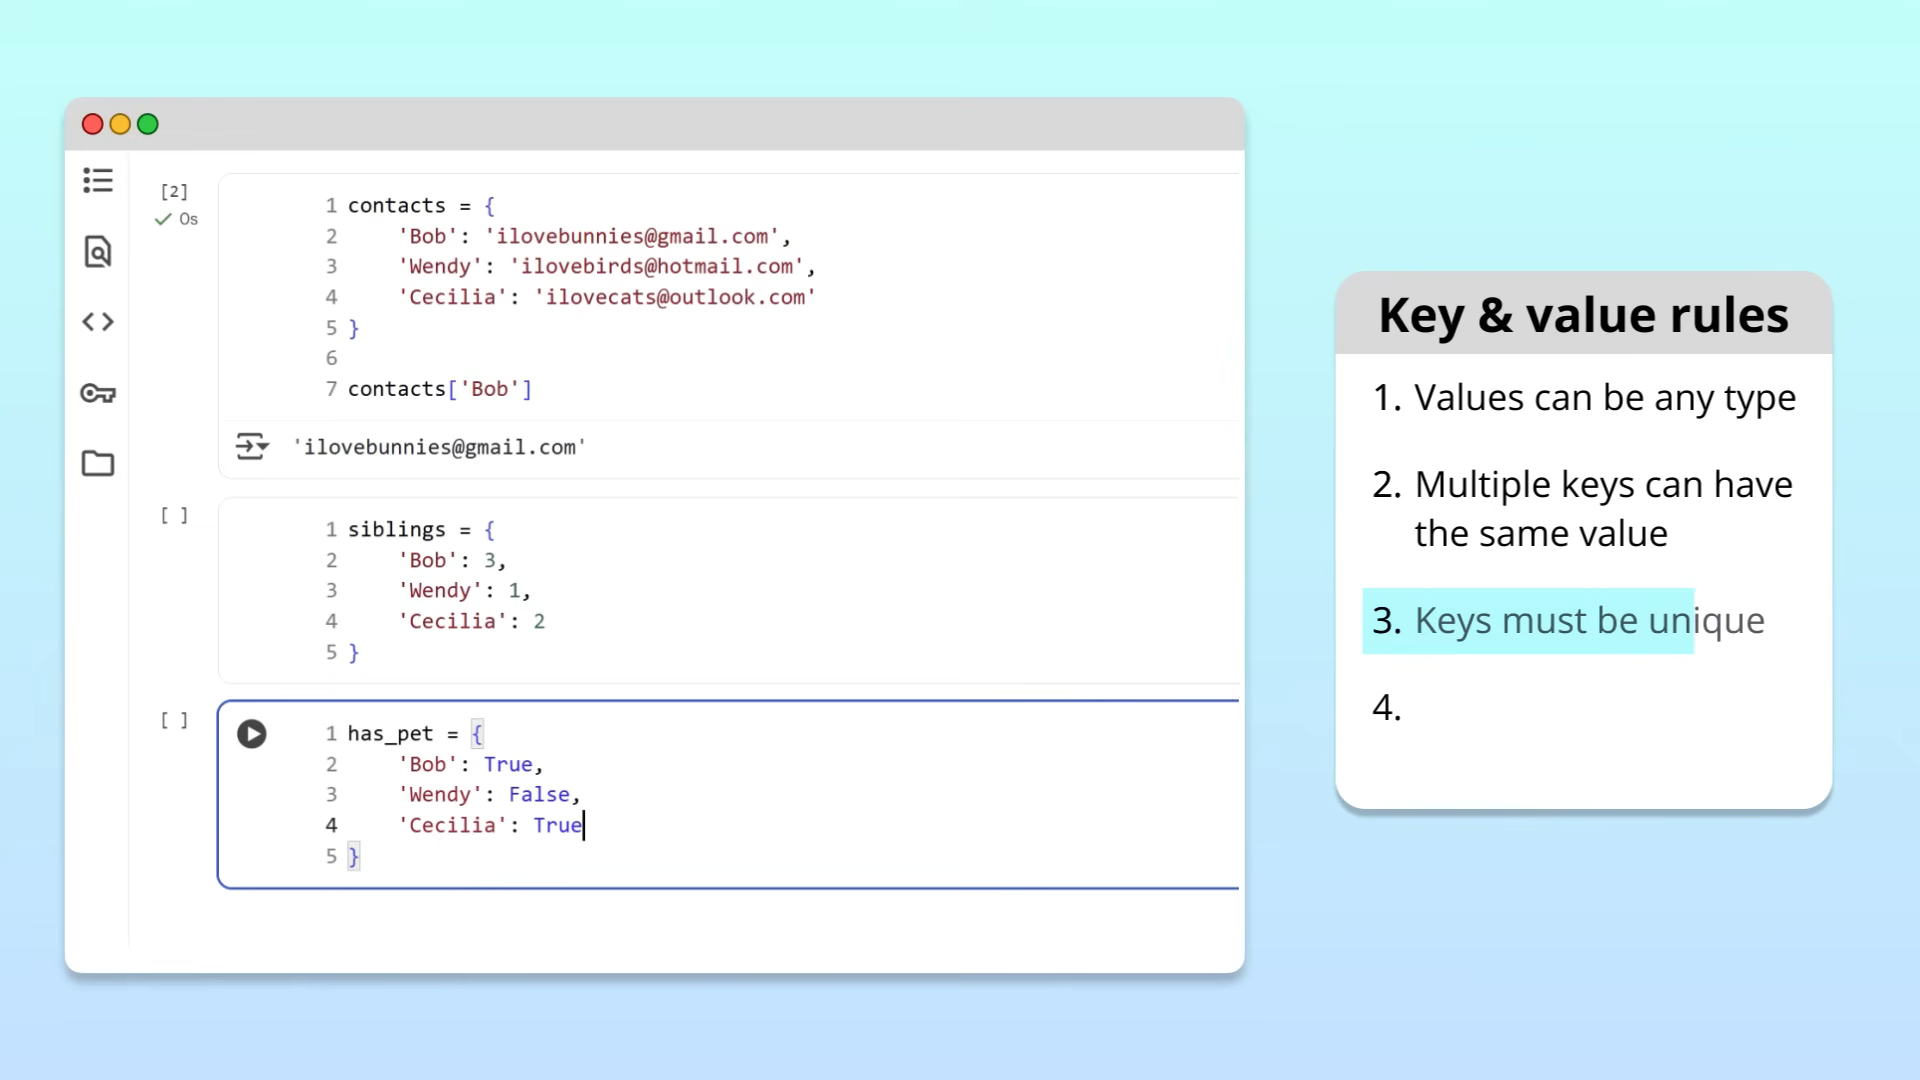 [2]
0s
1 contacts = {
2     'Bob': 'ilovebunnies@gmail.com',
3     'Wendy': 'ilovebirds@hotmail.com',
4     'Cecilia': 'ilovecats@outlook.com'
5 }
6
7 contacts['Bob']
'ilovebunnies@gmail.com'
[ ]
1 siblings = {
2     'Bob': 3,
3     'Wendy': 1,
4     'Cecilia': 2
5 }
[ ]
1 has_pet = {
2     'Bob': True,
3     'Wendy': False,
4     'Cecilia': True
5 }
Key & value rules
1. Values can be any type
2. Multiple keys can have
the same value
3. Keys must be unique
4.